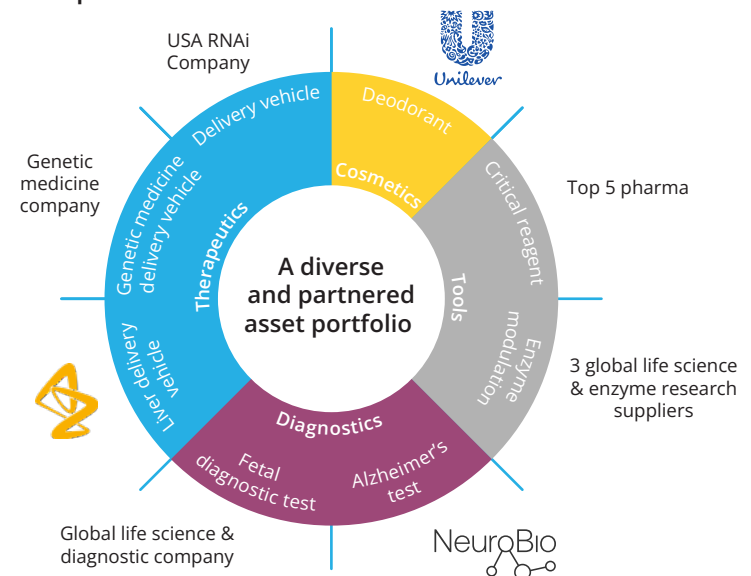 USA RNAi
Company
Unilever
Delivery vehicle
Deodorant
Cosmetics
Genetic
medicine
company
Genetic medicine
delivery vehicle
Therapeutics
Critical reagent
Top 5 pharma
A diverse
and partnered
asset portfolio
Tools
Liver delivery
vehicle
Enzyme
modulation
3 global life science
& enzyme research
suppliers
Diagnostics
Fetal
diagnostic test
Alzheimer's
test
Global life science &
diagnostic company
NeuroBio